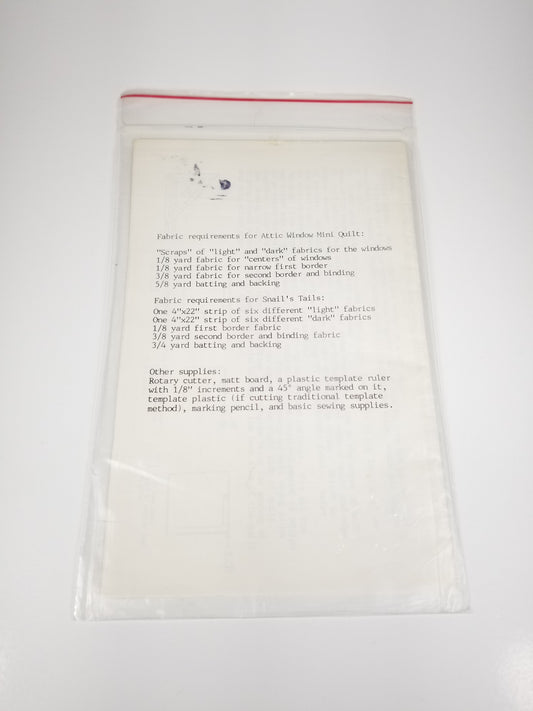 Fabric requirements for Attic Window Mini Quilt:
"Scraps" of "light" and "dark" fabrics for the windows
1/8 yard fabric for "centers" of windows
1/8 yard fabric for narrow first border
3/8 yard fabric for second border and binding
5/8 yard batting and backing
Fabric requirements for Snail's Tails:
One 4"x22" strip of six different "light" fabrics
One 4"x22" strip of six different "dark" fabrics
1/8 yard first border fabric
3/8 yard second border and binding fabric
3/4 yard batting and backing
Other supplies:
Rotary cutter, matt board, a plastic template ruler
with 1/8" increments and a 45° angle marked on it,
template plastic (if cutting traditional template
method), marking pencil, and basic sewing supplies.